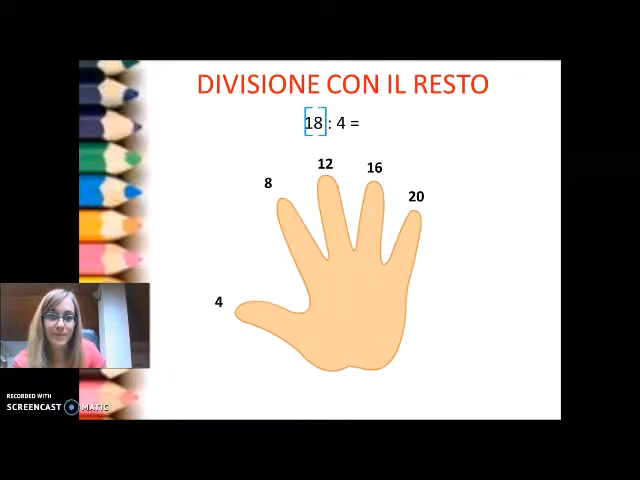 DIVISIONE CON IL RESTO
18 : 4 =
12
16
8
20
4
RECORDED WITH
SCREENCAST MATIC